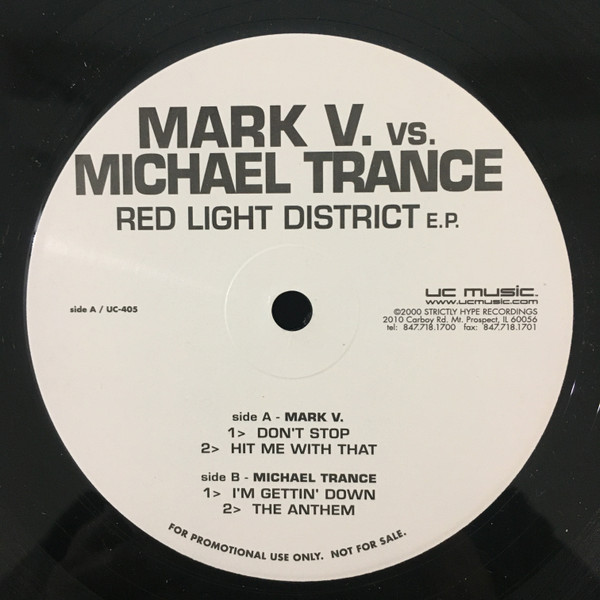 MARK V. vs.
MICHAEL TRANCE
RED LIGHT DISTRICT E.P.
side A / UC-405
uc music.
www.ucmusic.com
©2000 STRICTLY HYPE RECORDINGS
2010 Carboy Rd. Mt. Prospect, IL 60056
tel: 847.718.1700 fax: 847.718.1701
side A - MARK V.
1> DON'T STOP
2> HIT ME WITH THAT
side B - MICHAEL TRANCE
1> I'M GETTIN' DOWN
2> THE ANTHEM
FOR PROMOTIONAL USE ONLY. NOT FOR SALE.